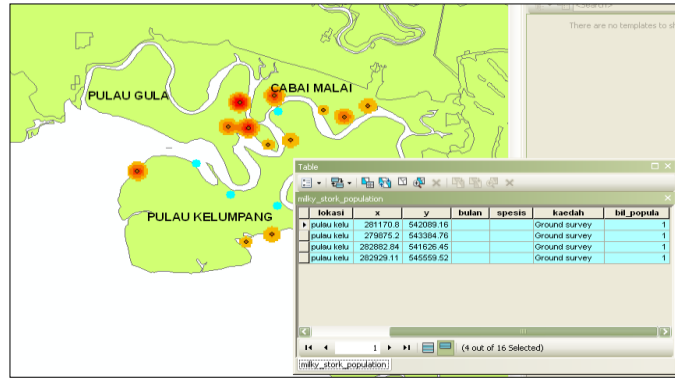 <Search>
There are no templates to sh
PULAU GULA
CABAI MALAI
PULAU KELUMPANG
Table
milky_stork_population
lokasi x y bulan spesis kaedah bil_popula
pulau kelu 281170.8 542089.16 Ground survey 1
pulau kelu 279875.2 543384.76 Ground survey 1
pulau kelu 282882.84 541626.45 Ground survey 1
pulau kelu 282929.11 545559.52 Ground survey 1
1 (4 out of 16 Selected)
milky_stork_population